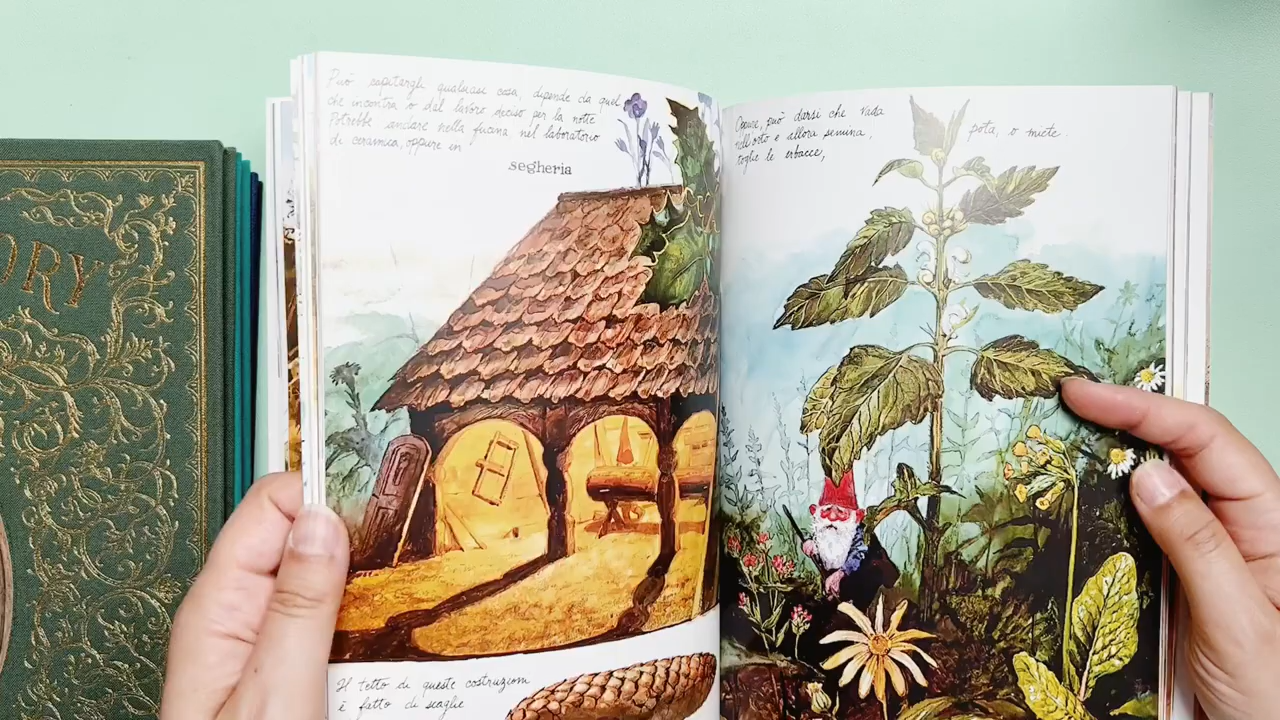 ORY
Può capitargli qualsiasi cosa, dipende da quel
che incontra o dal lavoro deciso per la notte.
Potrebbe andare nella fucina nel laboratorio
di ceramica, oppure in
segheria
Il tetto di queste costruzioni
è fatto di scaglie
Oppure, può darsi che vada
nell'orto e allora semina,
toglie le erbacce,
pota, o miete.